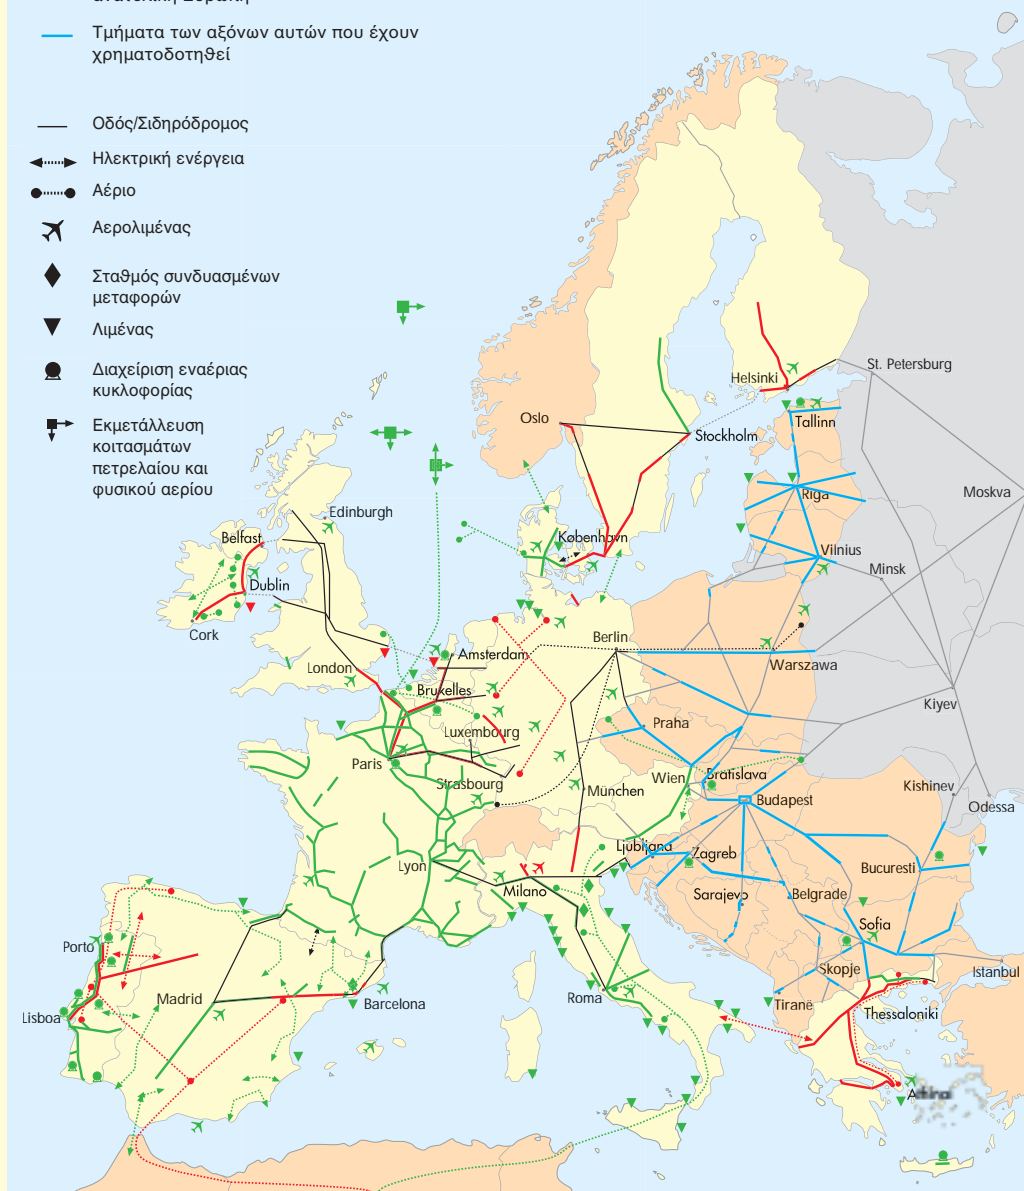 Τμήματα των αξόνων αυτών που έχουν
χρηματοδοτηθεί
Οδός/Σιδηρόδρομος
Ηλεκτρική ενέργεια
Αέριο
Αερολιμένας
Σταθμός συνδυασμένων
μεταφορών
Λιμένας
Διαχείριση εναέριας
κυκλοφορίας
Εκμετάλλευση
κοιτασμάτων
πετρελαίου και
φυσικού αερίου
St. Petersburg
Helsinki
Oslo
Tallinn
Stockholm
Moskva
Riga
Edinburgh
Belfast
København
Vilnius
Minsk
Dublin
Cork
Berlin
Amsterdam
Warszawa
London
Bruxelles
Kiyev
Praha
Luxembourg
Paris
Wien
Bratislava
Strasbourg
Kishinev
München
Budapest
Odessa
Ljubljana
Zagreb
Lyon
Bucuresti
Milano
Sarajevo
Belgrade
Sofia
Porto
Skopje
Istanbul
Madrid
Roma
Barcelona
Tiranë
Lisboa
Thessaloniki